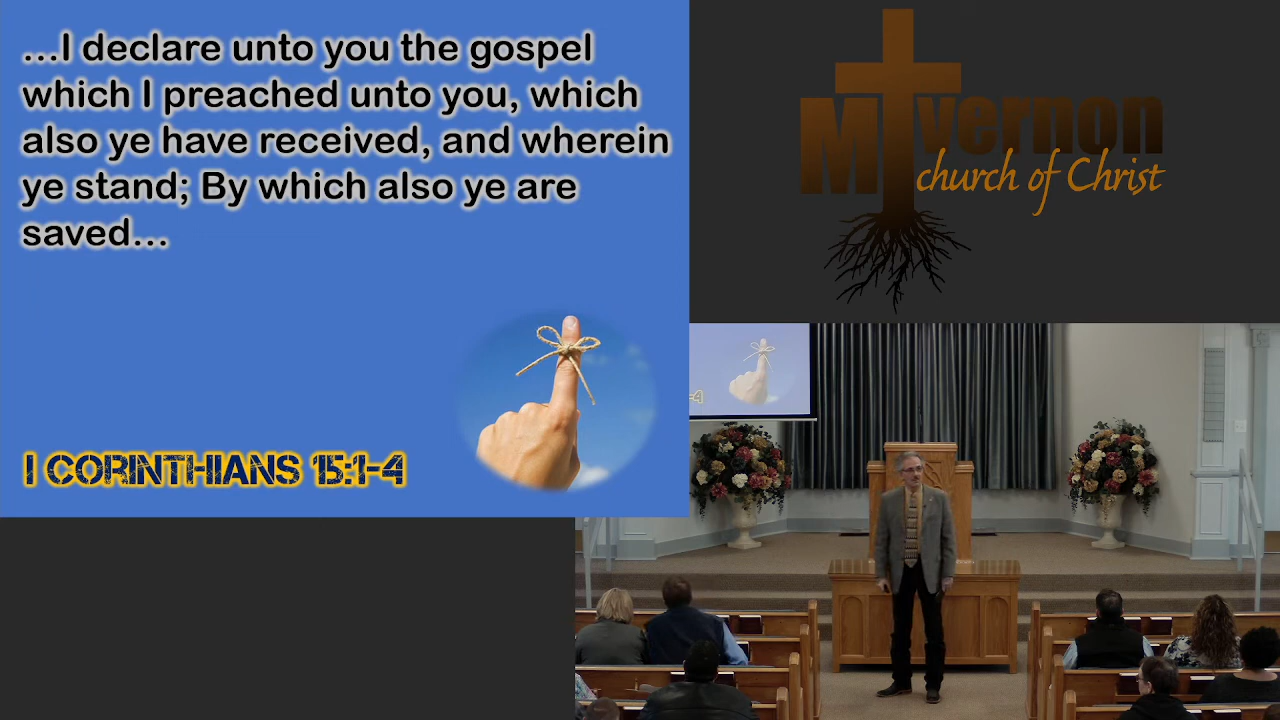 ...I declare unto you the gospel
which I preached unto you, which
also ye have received, and wherein
ye stand; By which also ye are
saved...
I CORINTHIANS 15:1-4
Mt vernon
church of Christ
-4